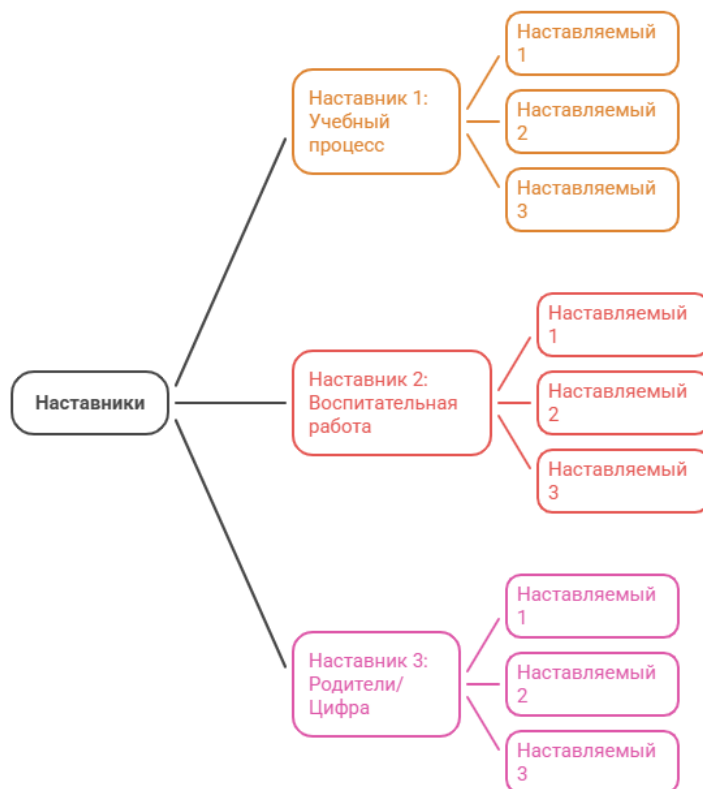 Наставляемый
1
Наставник 1:
Учебный
процесс
Наставляемый
2
Наставляемый
3
Наставляемый
1
Наставники
Наставник 2:
Воспитательная
работа
Наставляемый
2
Наставляемый
3
Наставляемый
1
Наставник 3:
Родители/
Цифра
Наставляемый
2
Наставляемый
3